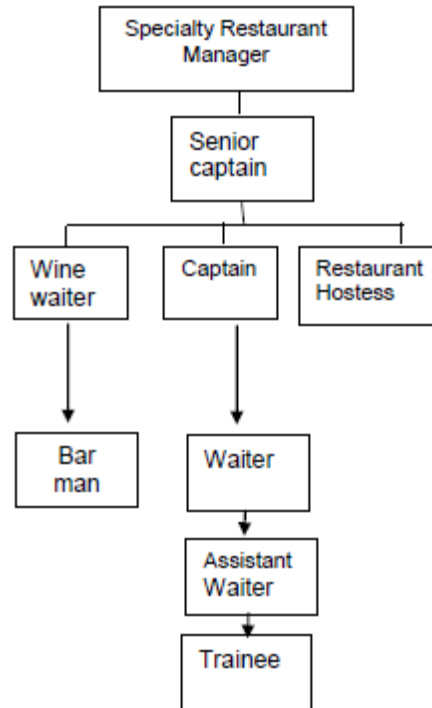 Specialty Restaurant
Manager
Senior
captain
Wine
waiter
Captain
Restaurant
Hostess
Bar
man
Waiter
Assistant
Waiter
Trainee